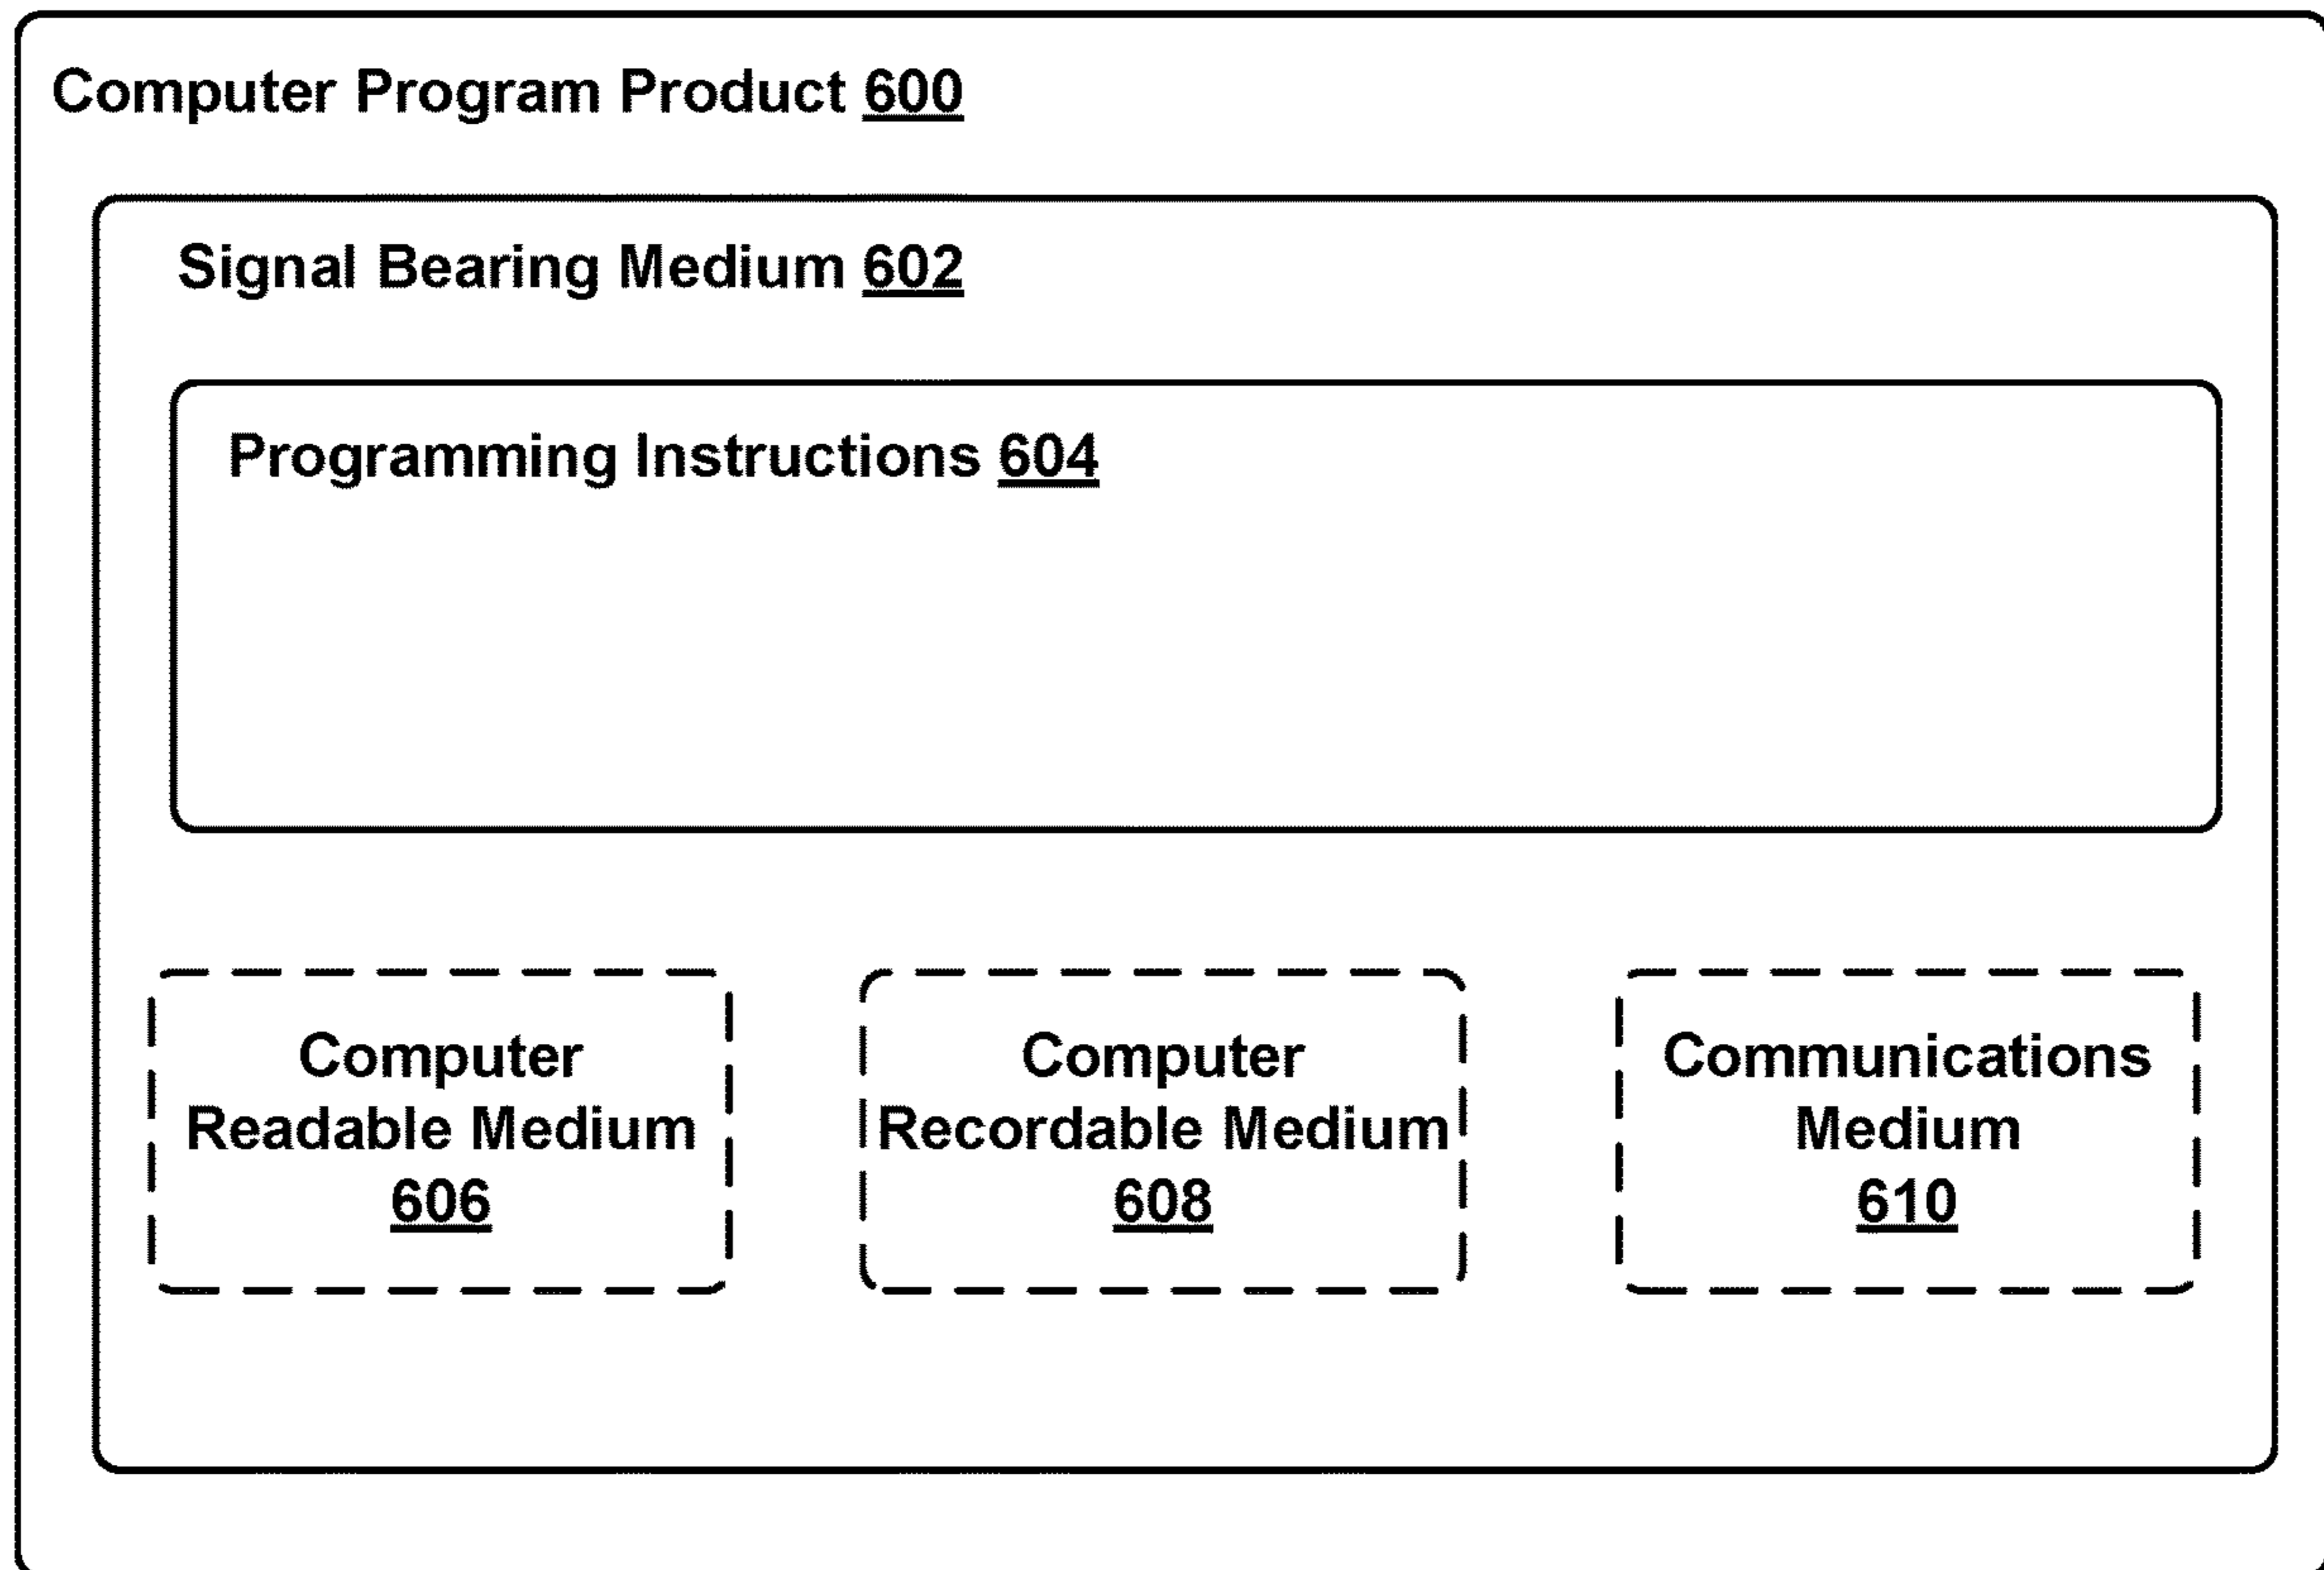 Computer Program Product 600
Signal Bearing Medium 602
Programming Instructions 604
Computer
Readable Medium
606
Computer
Recordable Medium
608
Communications
Medium
610